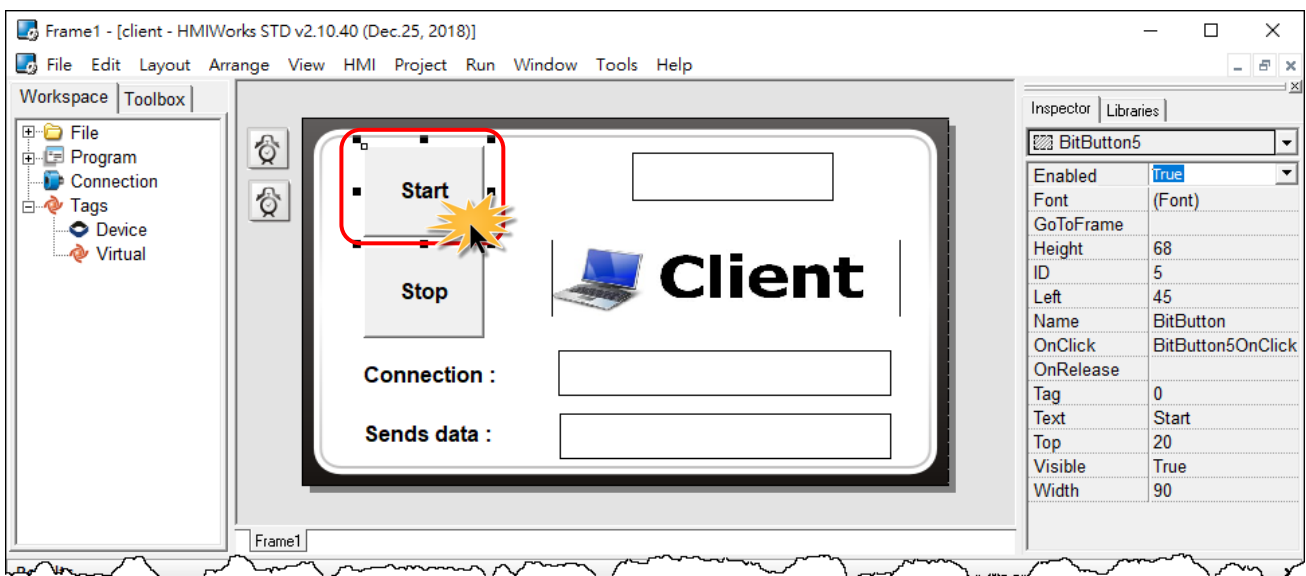 Frame1 - [client - HMIWorks STD v2.10.40 (Dec.25, 2018)]
File Edit Layout Arrange View HMI Project Run Window Tools Help
Workspace Toolbox
File
Program
Connection
Tags
Device
Virtual
Start
Stop
Client
Connection :
Sends data :
Frame1
Inspector Libraries
BitButton5
Enabled True
Font (Font)
GoToFrame
Height 68
ID 5
Left 45
Name BitButton
OnClick BitButton5OnClick
OnRelease
Tag 0
Text Start
Top 20
Visible True
Width 90